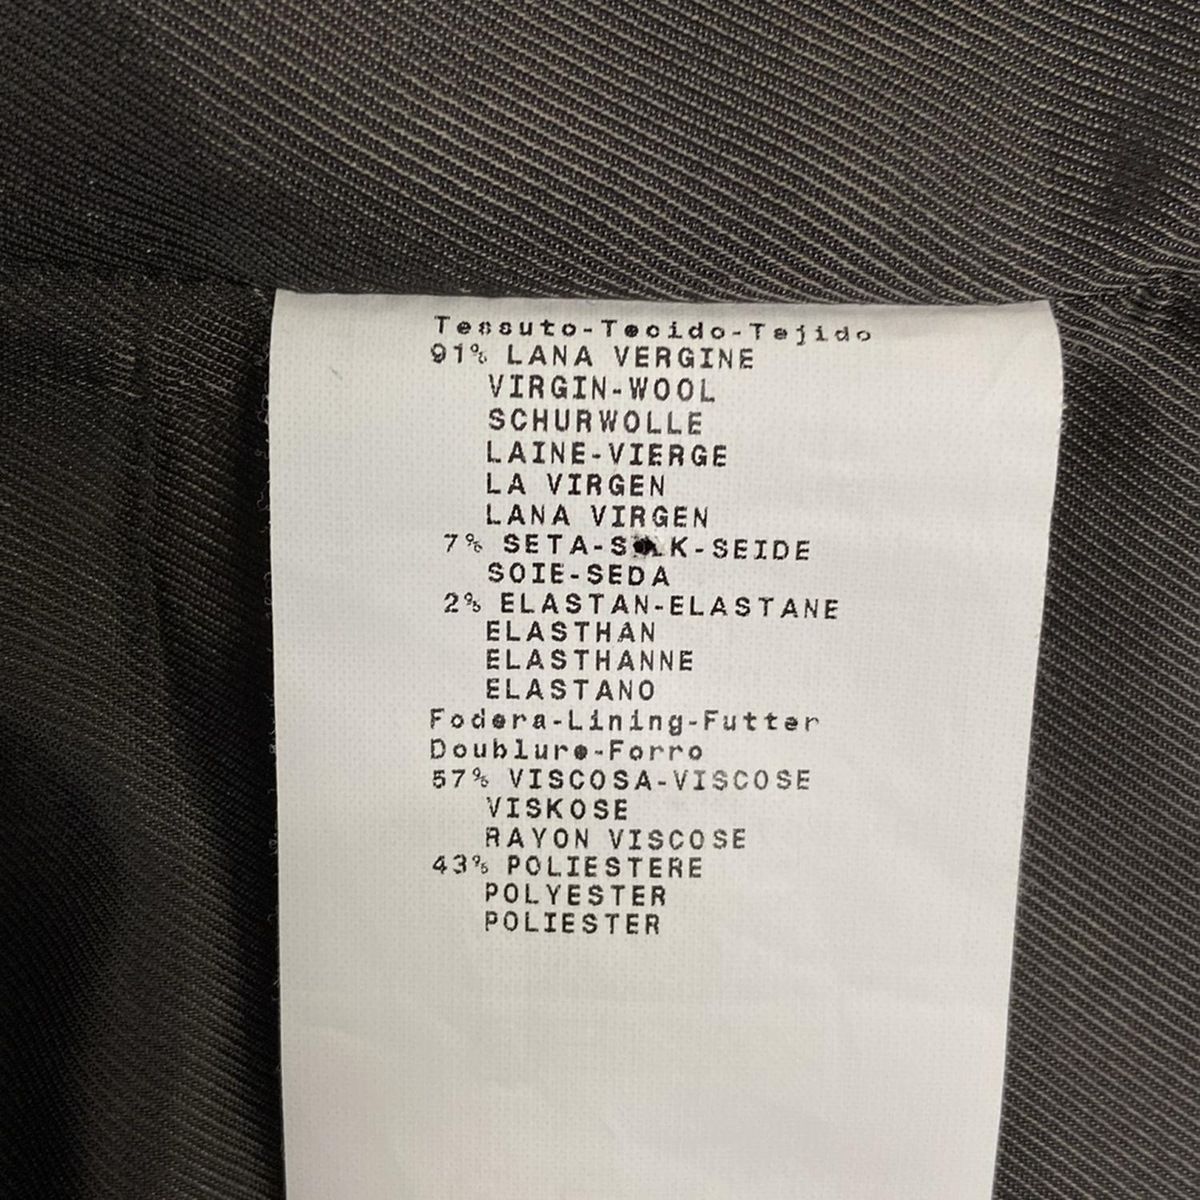 Tessuto-Tecido-Tejido
91% LANA VERGINE
VIRGIN-WOOL
SCHURWOLLE
LAINE-VIERGE
LA VIRGEN
LANA VIRGEN
7% SETA-SILK-SEIDE
SOIE-SEDA
2% ELASTAN-ELASTANE
ELASTHAN
ELASTHANNE
ELASTANO
Fodera-Lining-Futter
Doublure-Forro
57% VISCOSA-VISCOSE
VISKOSE
RAYON VISCOSE
43% POLIESTERE
POLYESTER
POLIESTER